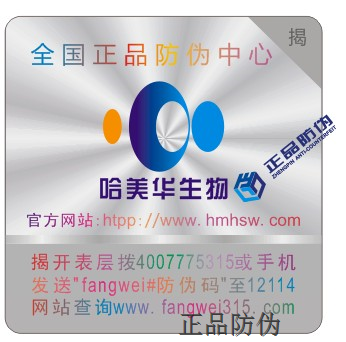 全国正品防伪中心
揭
正品防伪
ZHENGPIN ANTI-COUNTERFEIT
哈美华生物
官方网站:htpp://www.hmhsw.com
揭开表层拨4007775315或手机
发送"fangwei#防伪码"至12114
网站查询www.fangwei315.com
正品防伪